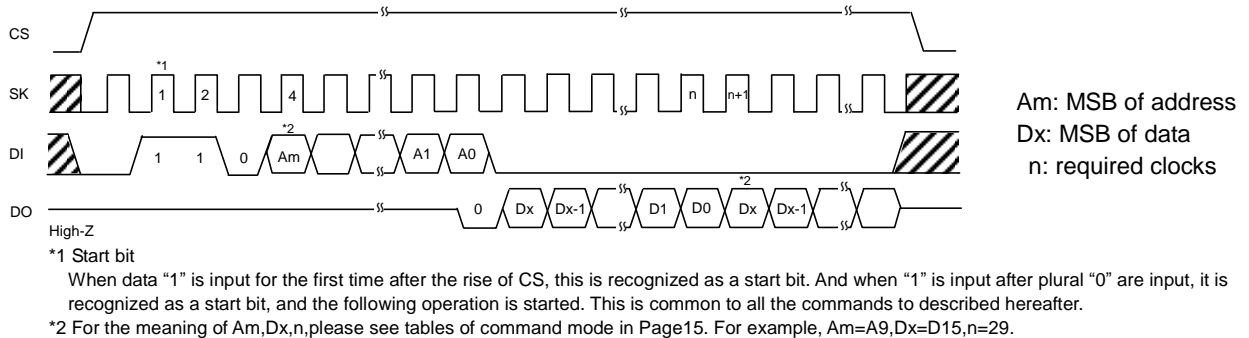 CS
*1
SK 1 2 4 n n+1
*2
DI 1 1 0 Am A1 A0
*2
DO 0 Dx Dx-1 D1 D0 Dx Dx-1
High-Z
Am: MSB of address
Dx: MSB of data
n: required clocks
*1 Start bit
When data “1” is input for the first time after the rise of CS, this is recognized as a start bit. And when “1” is input after plural “0” are input, it is
recognized as a start bit, and the following operation is started. This is common to all the commands to described hereafter.
*2 For the meaning of Am,Dx,n,please see tables of command mode in Page15. For example, Am=A9,Dx=D15,n=29.